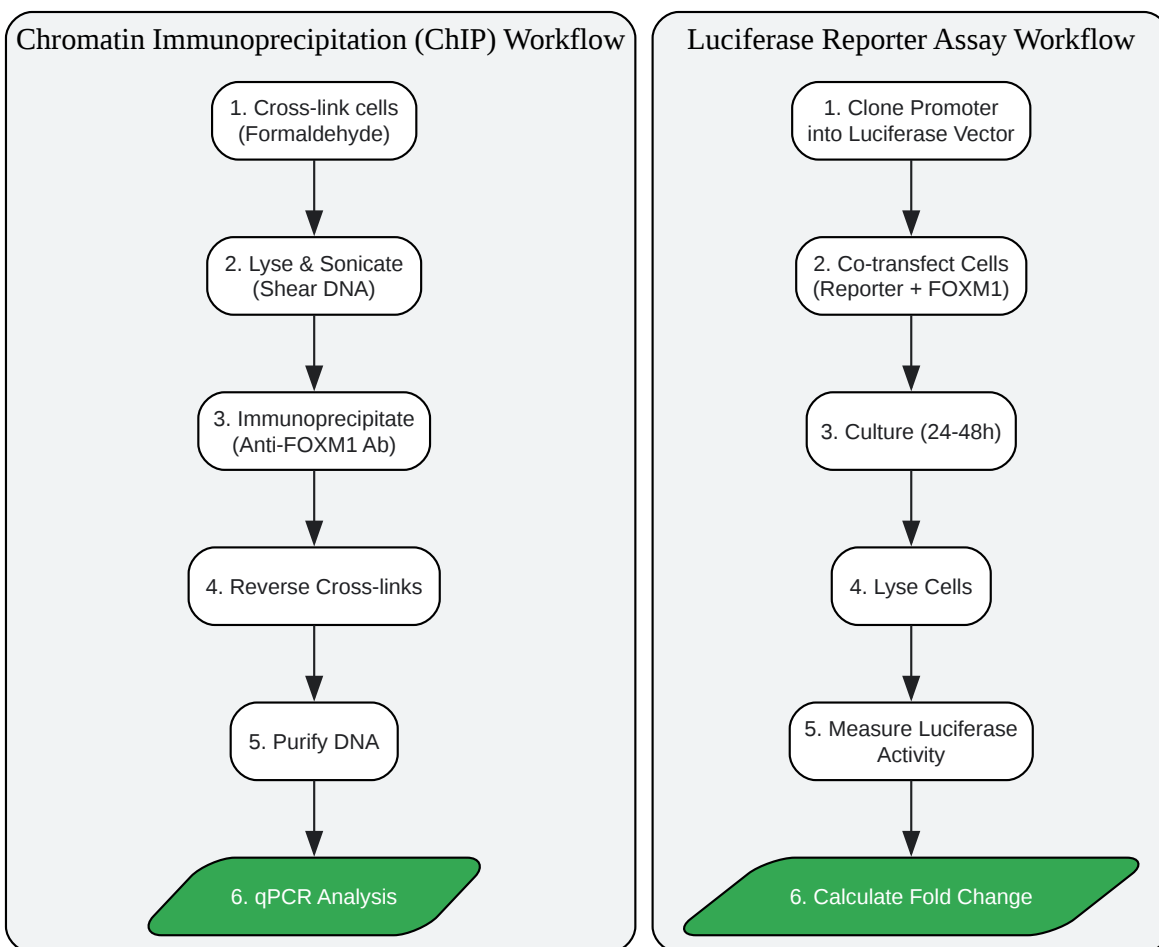 Chromatin Immunoprecipitation (ChIP) Workflow
1. Cross-link cells
(Formaldehyde)
2. Lyse & Sonicate
(Shear DNA)
3. Immunoprecipitate
(Anti-FOXM1 Ab)
4. Reverse Cross-links
5. Purify DNA
6. qPCR Analysis
Luciferase Reporter Assay Workflow
1. Clone Promoter
into Luciferase Vector
2. Co-transfect Cells
(Reporter + FOXM1)
3. Culture (24-48h)
4. Lyse Cells
5. Measure Luciferase
Activity
6. Calculate Fold Change